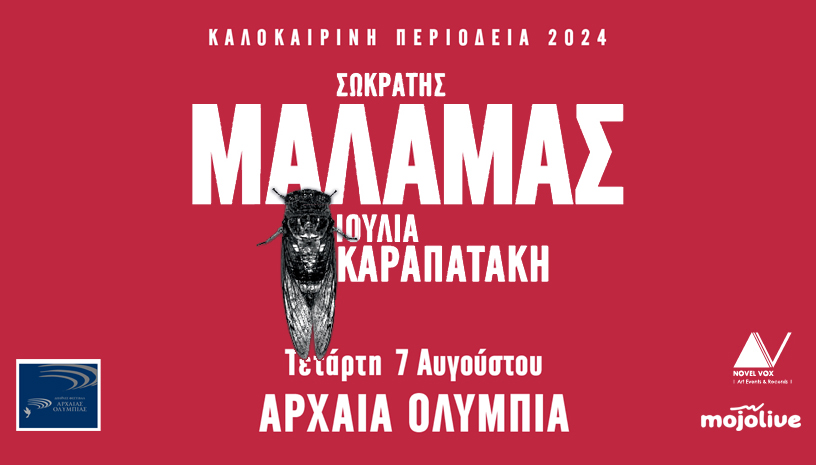 ΚΑΛΟΚΑΙΡΙΝΗ ΠΕΡΙΟΔΕΙΑ 2024
ΣΩΚΡΑΤΗΣ
ΜΑΛΑΜΑΣ
ΙΟΥΛΙΑ
ΚΑΡΑΠΑΤΑΚΗ
Τετάρτη 7 Αυγούστου
ΑΡΧΑΙΑ ΟΛΥΜΠΙΑ
ΑΡΧΑΙΑΣ
ΟΛΥΜΠΙΑΣ
NOVEL VOX
| Art Events & Records |
mojolive